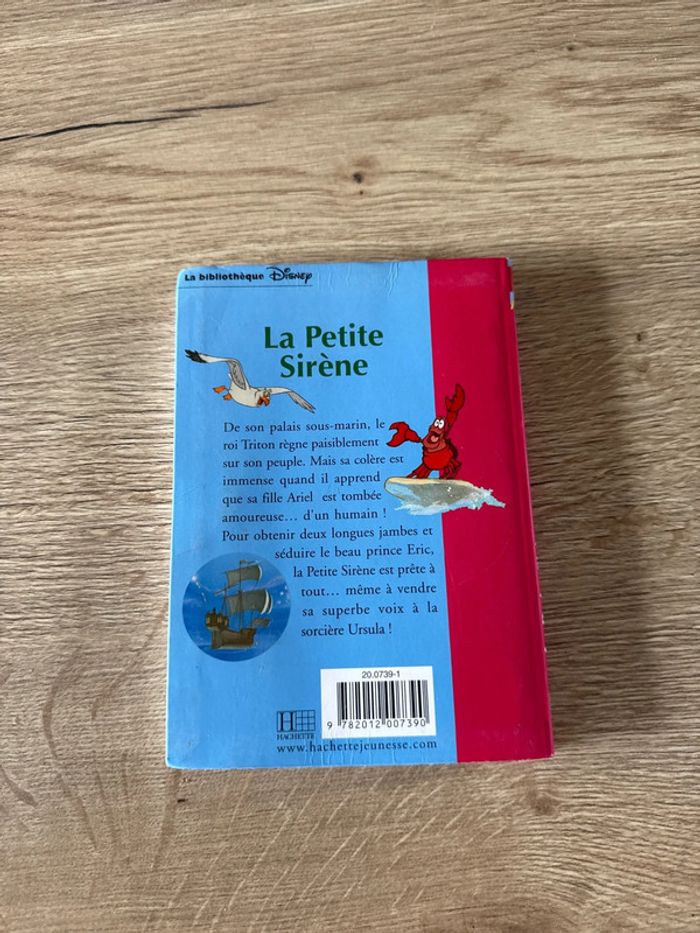 La bibliothèque Disney
La Petite
Sirène
De son palais sous-marin, le
roi Triton règne paisiblement
sur son peuple. Mais sa colère est
immense quand il apprend
que sa fille Ariel est tombée
amoureuse... d'un humain !
Pour obtenir deux longues jambes et
séduire le beau prince Eric,
la Petite Sirène est prête à
tout... même à vendre
sa superbe voix à la
sorcière Ursula !
20.0739-1
9 782012 007390
H
HACHETTE
www.hachettejeunesse.com